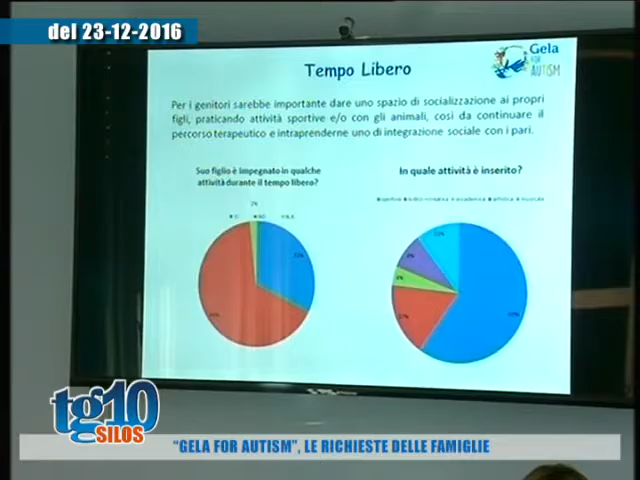 del 23-12-2016
Gela
FOR
AUTISM
Tempo Libero
Per i genitori sarebbe importante dare uno spazio di socializzazione ai propri
figli, praticando attività sportive e/o con gli animali, così da continuare il
percorso terapeutico e intraprenderne uno di integrazione sociale con i pari.
Suo figlio è impegnato in qualche
attività durante il tempo libero?
In quale attività è inserito?
2%
tg10
SILOS
"GELA FOR AUTISM", LE RICHIESTE DELLE FAMIGLIE